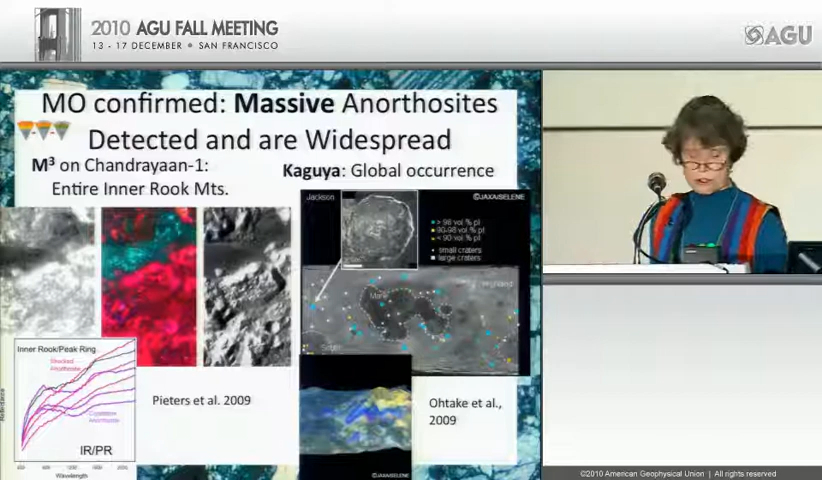 2010 AGU FALL MEETING
13 - 17 DECEMBER • SAN FRANCISCO
AGU
MO confirmed: Massive Anorthosites
Detected and are Widespread
M³ on Chandrayaan-1:
Entire Inner Rook Mts.
Kaguya: Global occurrence
Jackson
©JAXA/SELENE
> 98 vol % pl
90-98 vol % pl
< 90 vol % pl
small craters
large craters
Mare
Highland
Inner Rook/Peak Ring
Shocked
Anorthosite
Crystalline
Anorthosite
IR/PR
Reflectance
Wavelength
Pieters et al. 2009
Ohtake et al.,
2009
©JAXA/SELENE
©2010 American Geophysical Union | All rights reserved